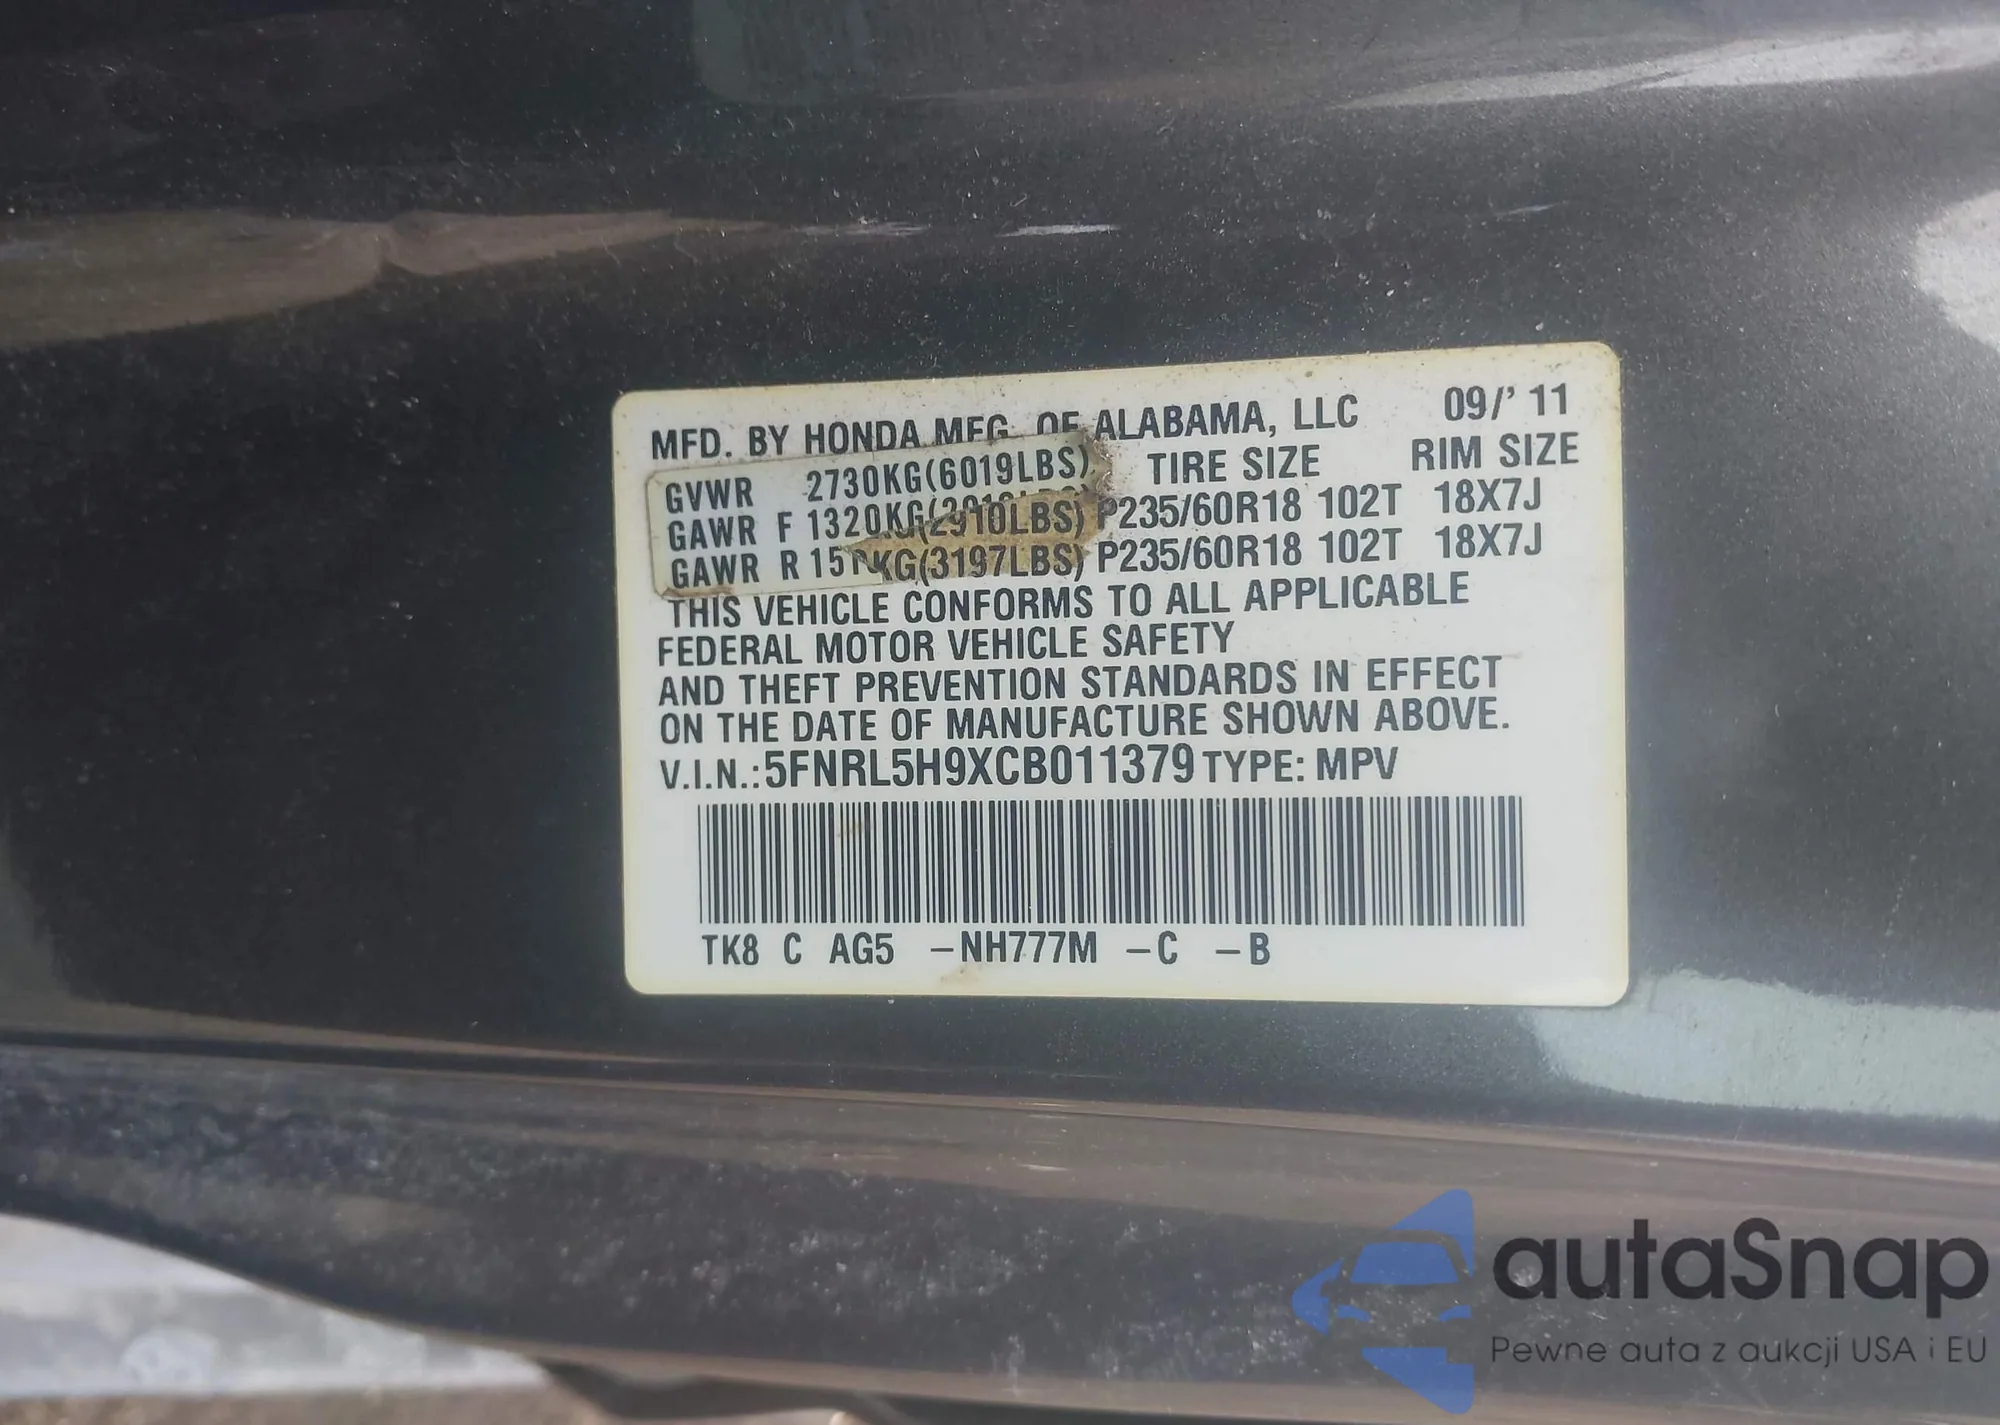 MFD. BY HONDA MFG. OF ALABAMA, LLC 09/' 11
GVWR 2730KG(6019LBS) TIRE SIZE RIM SIZE
GAWR F 1320KG(2910LBS) P235/60R18 102T 18X7J
GAWR R (3197LBS) P235/60R18 102T 18X7J
THIS VEHICLE CONFORMS TO ALL APPLICABLE
FEDERAL MOTOR VEHICLE SAFETY
AND THEFT PREVENTION STANDARDS IN EFFECT
ON THE DATE OF MANUFACTURE SHOWN ABOVE.
V.I.N.:5FNRL5H9XCB011379 TYPE: MPV
TK8 C AG5 -NH777M -C -B
autaSnap
Pewne auta z aukcji USA i EU